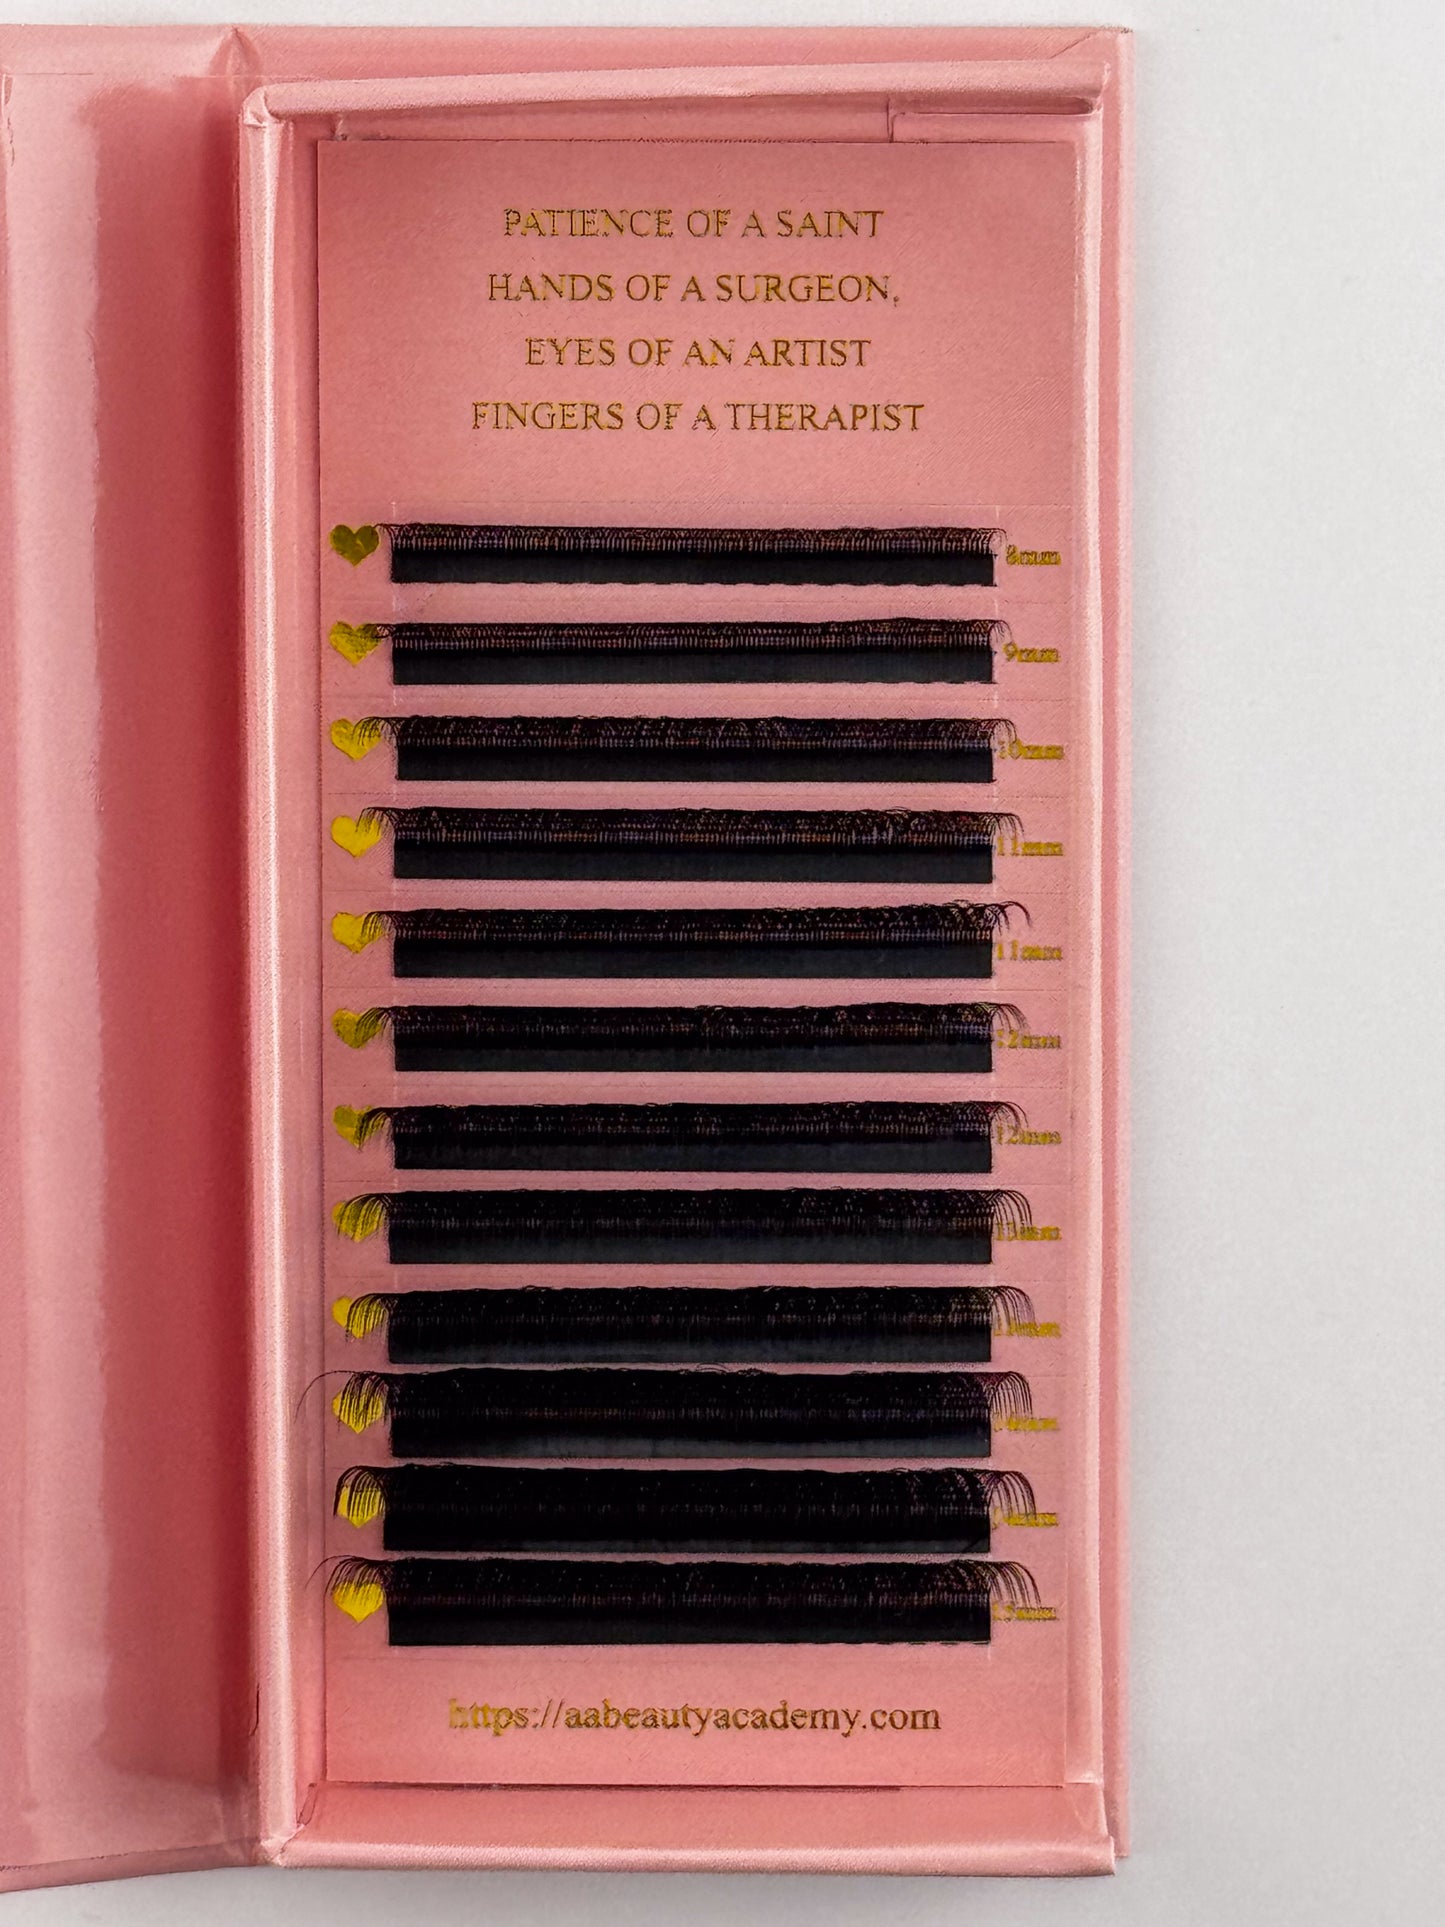 PATIENCE OF A SAINT
HANDS OF A SURGEON,
EYES OF AN ARTIST
FINGERS OF A THERAPIST
8mm
9mm
10mm
11mm
11mm
12mm
12mm
13mm
15mm
https://aabeautyacademy.com